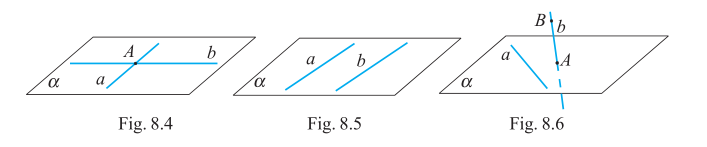 A b a α
a b α
B b a A α
Fig. 8.4 Fig. 8.5 Fig. 8.6